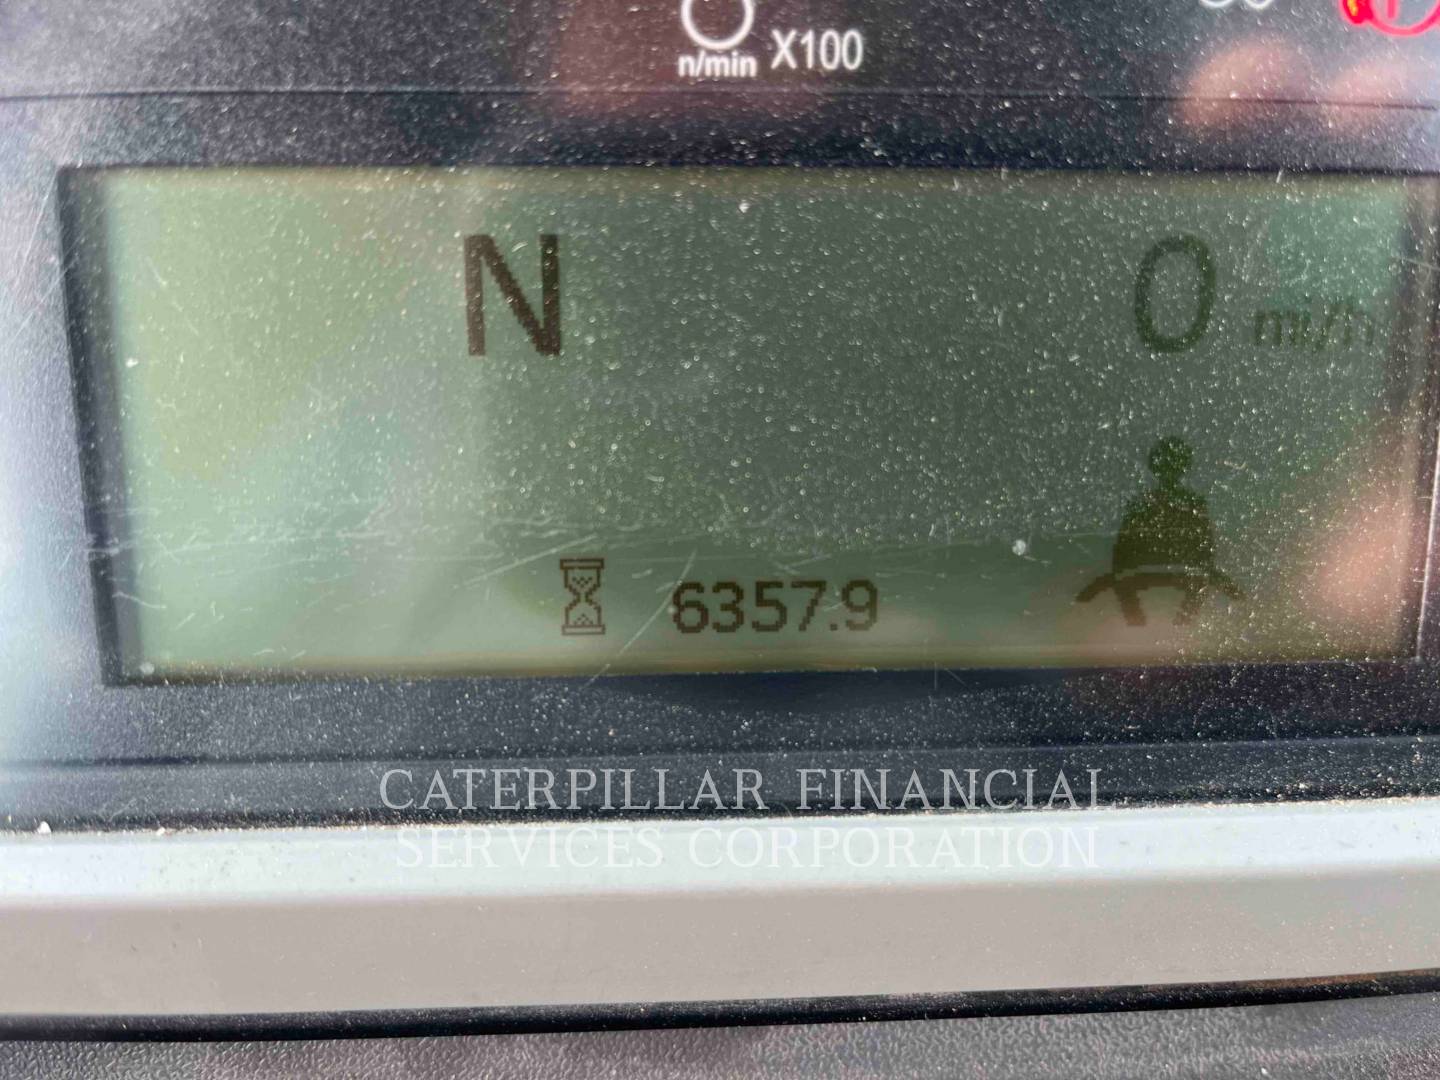 n/min X100
N 0 mi/h
6357.9
CATERPILLAR FINANCIAL
SERVICES CORPORATION